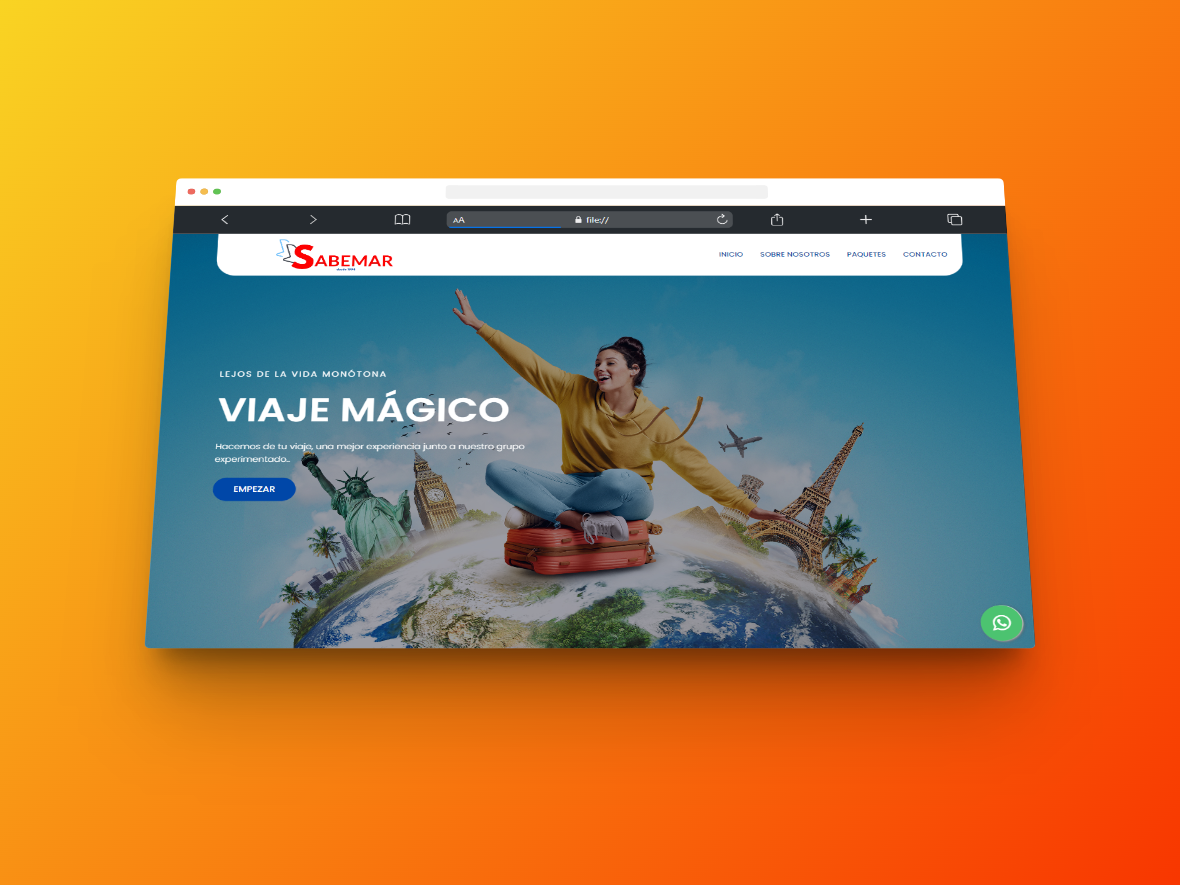 AA file://
SABEMAR
INICIO SOBRE NOSOTROS PAQUETES CONTACTO
LEJOS DE LA VIDA MONÓTONA
VIAJE MÁGICO
Hacemos de tu viaje, una mejor experiencia junto a nuestro grupo
experimentado..
EMPEZAR